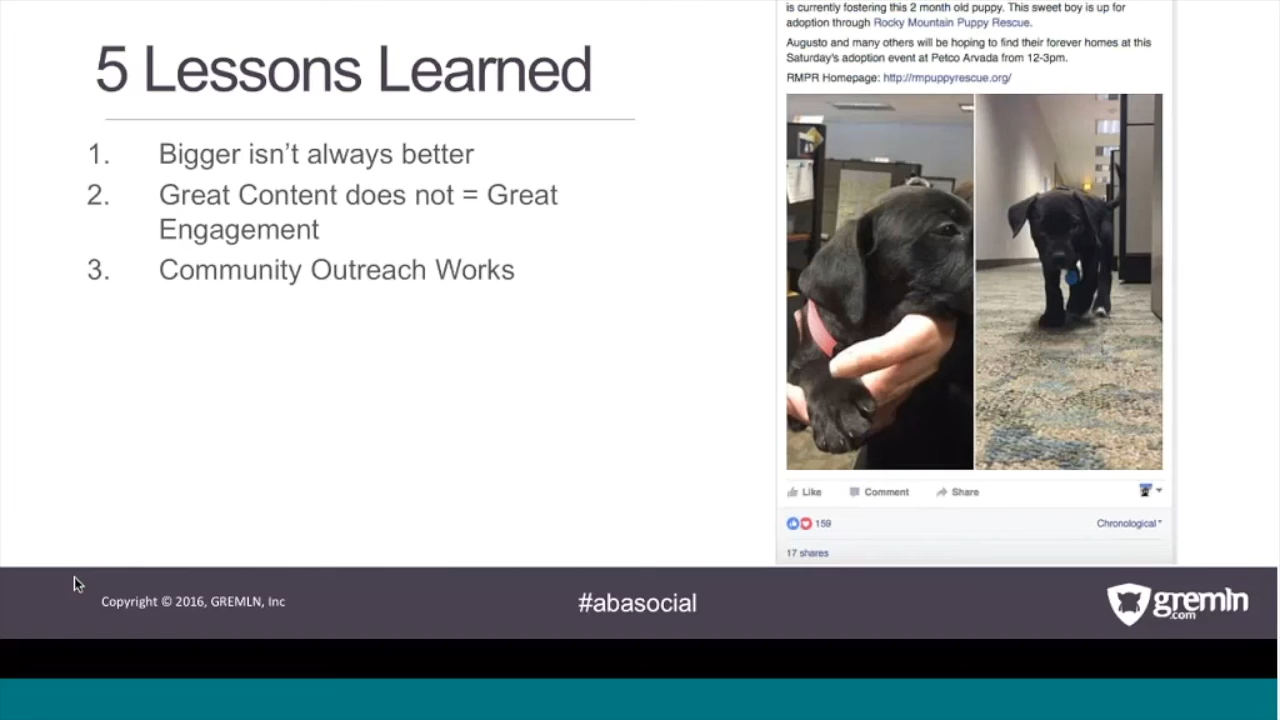 5 Lessons Learned
1. Bigger isn't always better
2. Great Content does not = Great
Engagement
3. Community Outreach Works
is currently fostering this 2 month old puppy. This sweet boy is up for
adoption through Rocky Mountain Puppy Rescue.
Augusto and many others will be hoping to find their forever homes at this
Saturday's adoption event at Petco Arvada from 12-3pm.
RMPR Homepage: http://rmpuppyrescue.org/
Like Comment Share
159 Chronological
17 shares
Copyright © 2016, GREMLN, Inc
#abasocial
gremln
.com